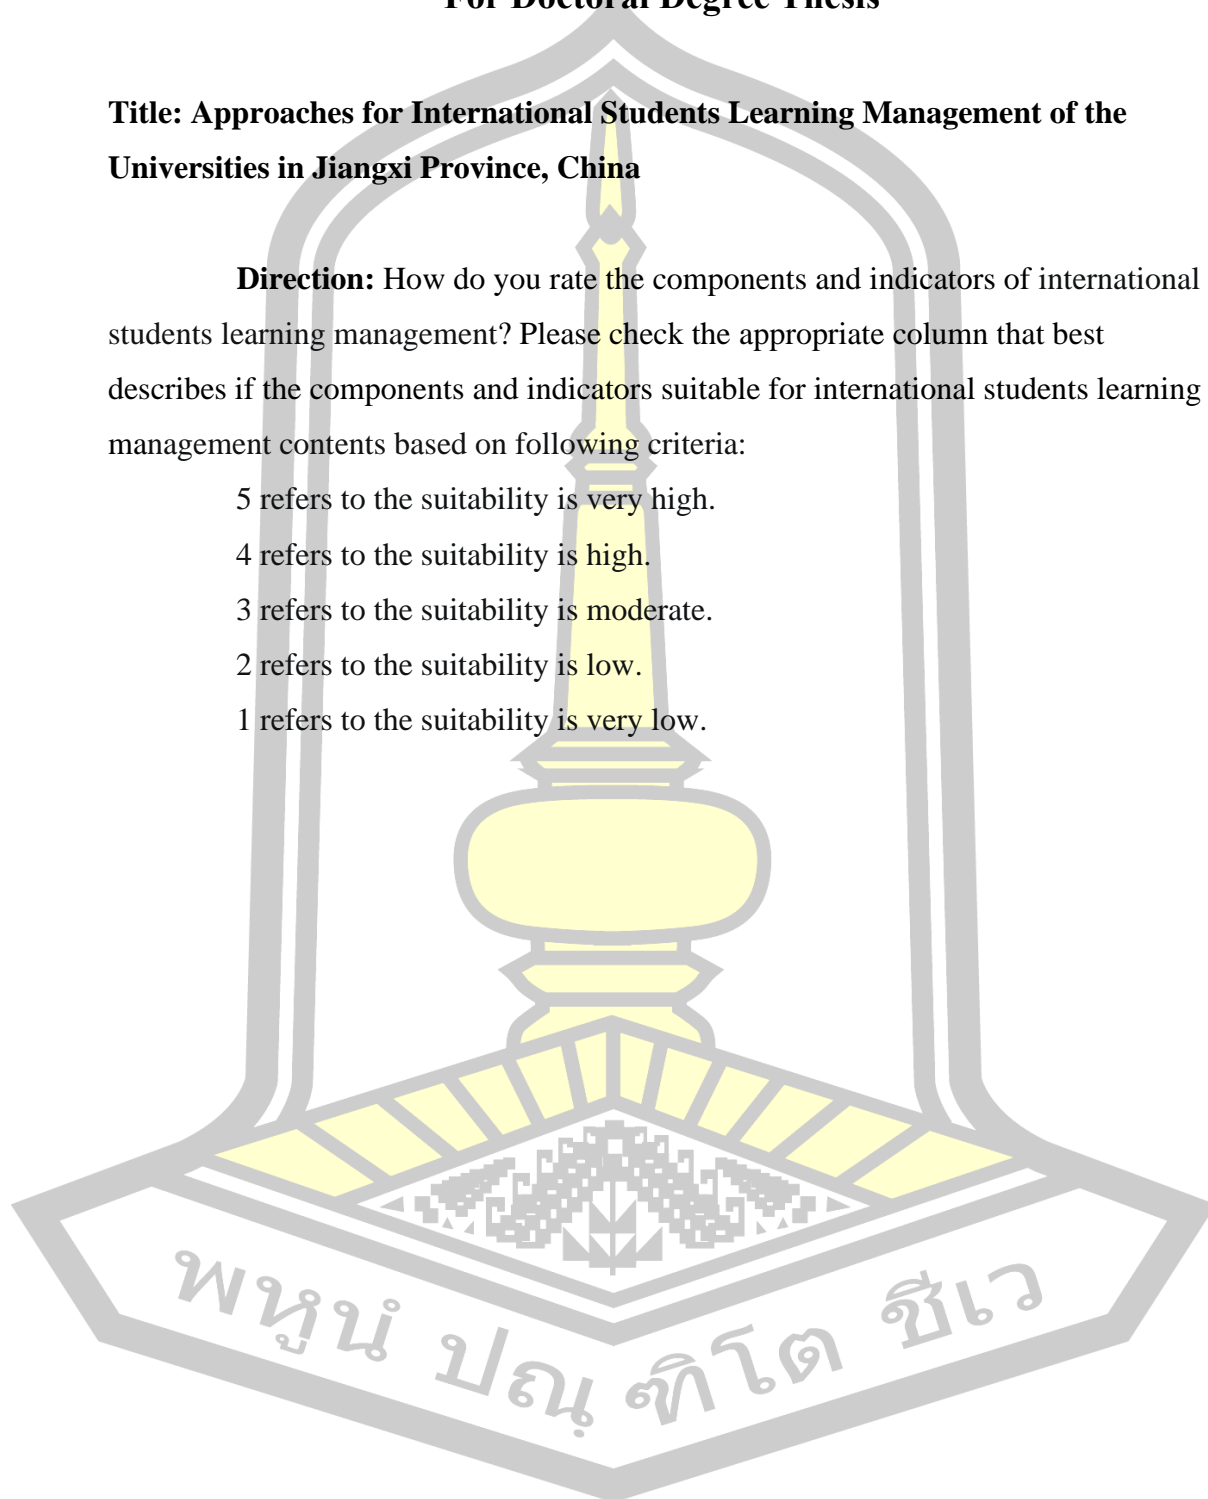 For Doctoral Degree Thesis
Title: Approaches for International Students Learning Management of the
Universities in Jiangxi Province, China
Direction: How do you rate the components and indicators of international
students learning management? Please check the appropriate column that best
describes if the components and indicators suitable for international students learning
management contents based on following criteria:
5 refers to the suitability is very high.
4 refers to the suitability is high.
3 refers to the suitability is moderate.
2 refers to the suitability is low.
1 refers to the suitability is very low.
พหูนํ ปณฺฑิโต ชีเว